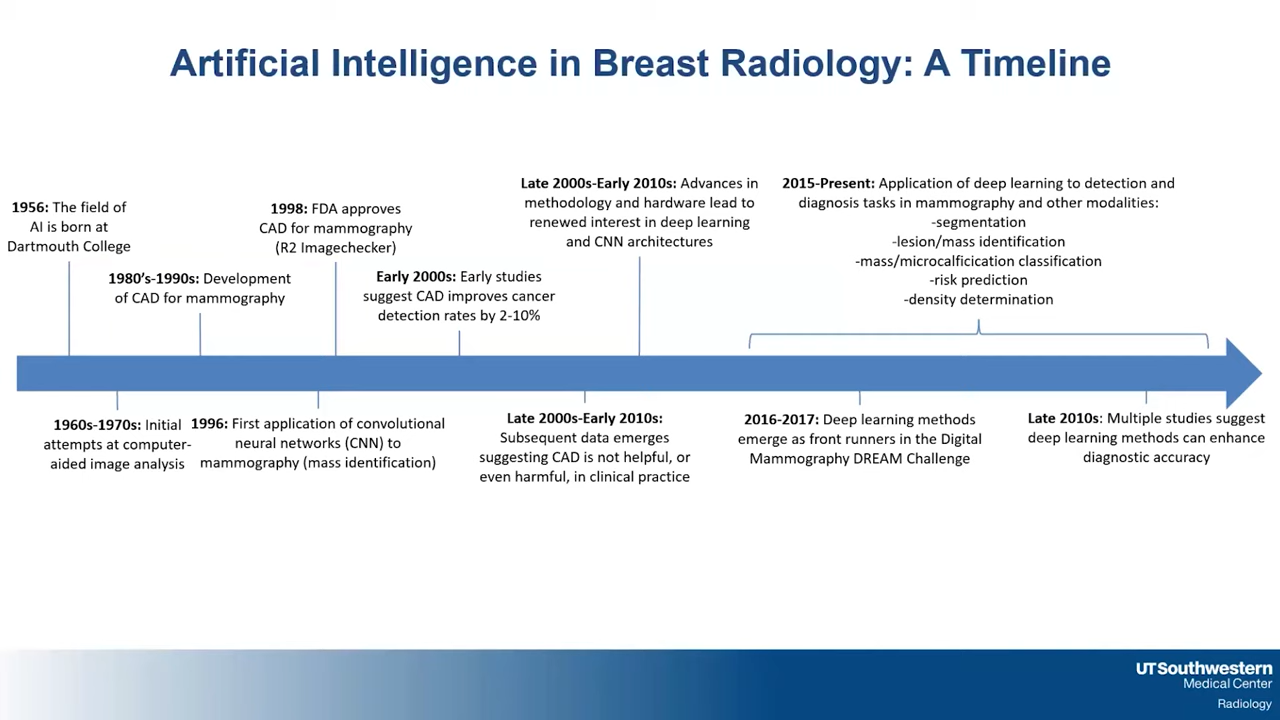 Artificial Intelligence in Breast Radiology: A Timeline
1956: The field of
AI is born at
Dartmouth College
1960s-1970s: Initial
attempts at computer-
aided image analysis
1980’s-1990s: Development
of CAD for mammography
1996: First application of convolutional
neural networks (CNN) to
mammography (mass identification)
1998: FDA approves
CAD for mammography
(R2 Imagechecker)
Early 2000s: Early studies
suggest CAD improves cancer
detection rates by 2-10%
Late 2000s-Early 2010s:
Subsequent data emerges
suggesting CAD is not helpful, or
even harmful, in clinical practice
Late 2000s-Early 2010s: Advances in
methodology and hardware lead to
renewed interest in deep learning
and CNN architectures
2015-Present: Application of deep learning to detection and
diagnosis tasks in mammography and other modalities:
-segmentation
-lesion/mass identification
-mass/microcalficication classification
-risk prediction
-density determination
2016-2017: Deep learning methods
emerge as front runners in the Digital
Mammography DREAM Challenge
Late 2010s: Multiple studies suggest
deep learning methods can enhance
diagnostic accuracy
UTSouthwestern
Medical Center
Radiology